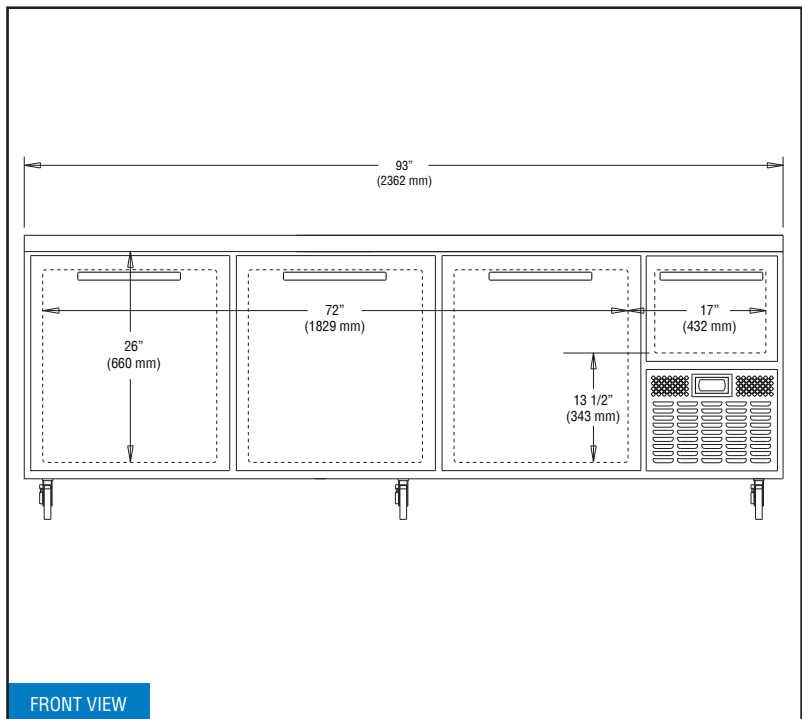 93”
(2362 mm)
72”
(1829 mm)
17”
(432 mm)
26”
(660 mm)
13 1/2”
(343 mm)
FRONT VIEW